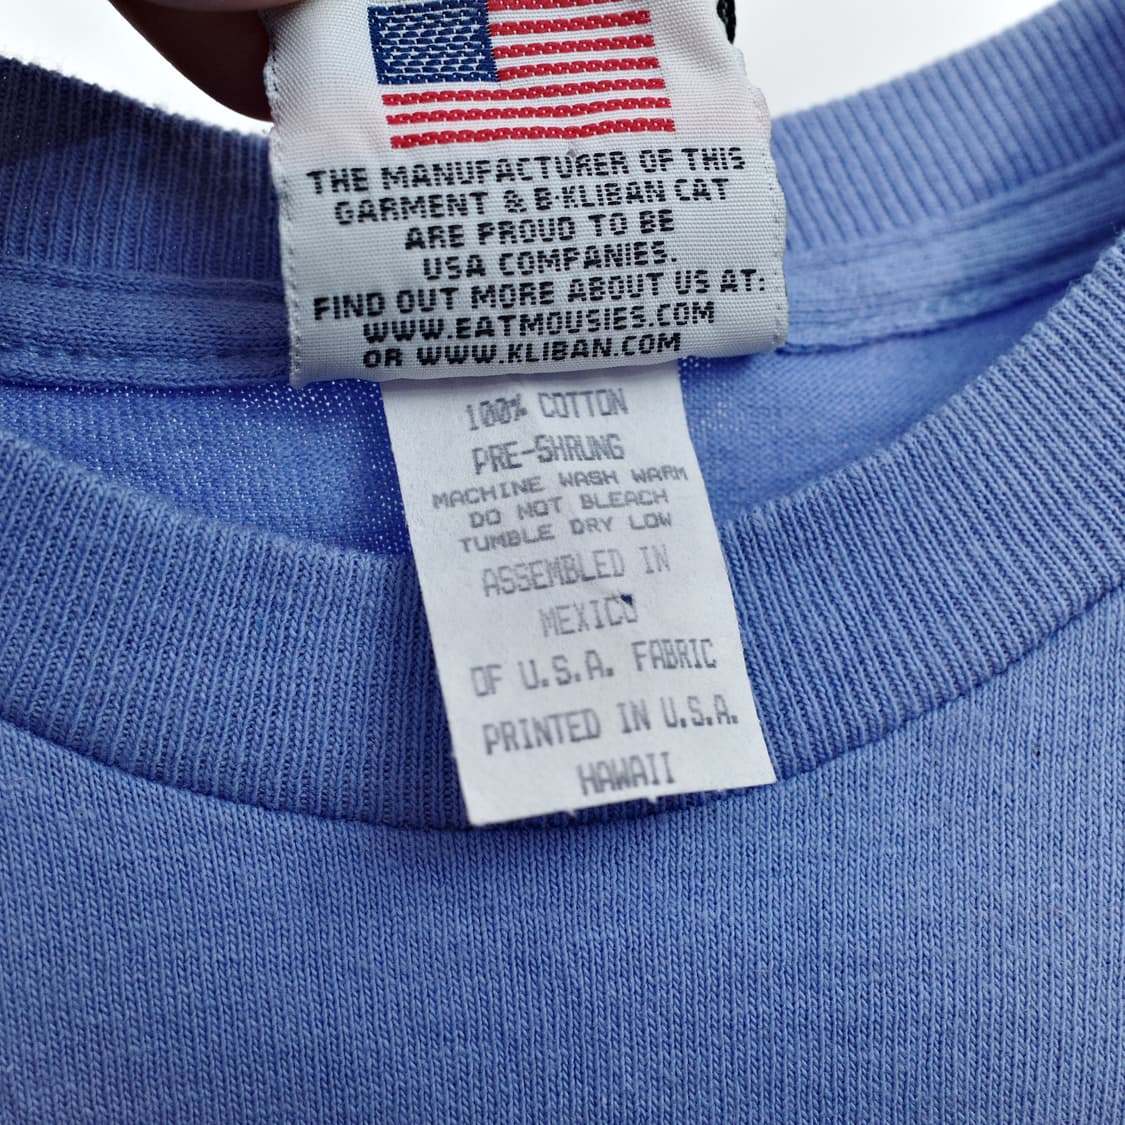 THE MANUFACTURER OF THIS
GARMENT & B·KLIBAN CAT
ARE PROUD TO BE
USA COMPANIES.
FIND OUT MORE ABOUT US AT:
WWW.EATMOUSIES.COM
OR WWW.KLIBAN.COM
100% COTTON
PRE-SHRUNG
MACHINE WASH WARM
DO NOT BLEACH
TUMBLE DRY LOW
ASSEMBLED IN
MEXICO
OF U.S.A. FABRIC
PRINTED IN U.S.A.
HAWAII